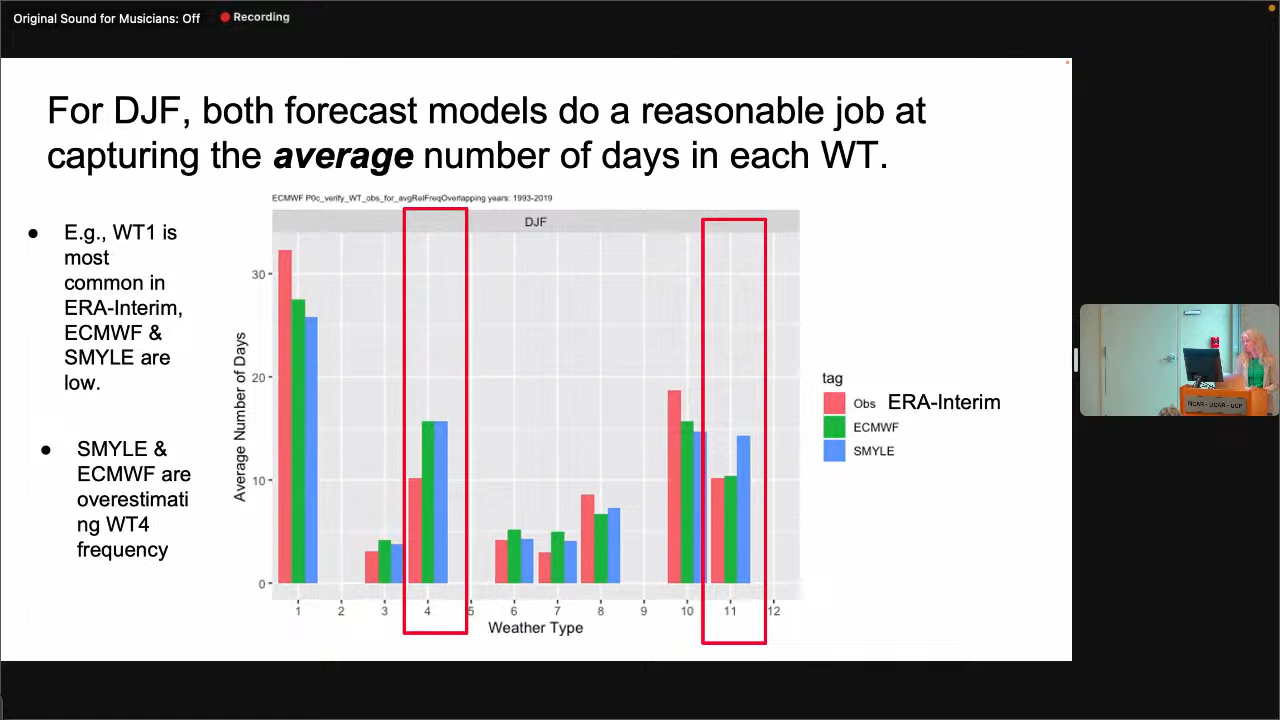 Original Sound for Musicians: Off
Recording
For DJF, both forecast models do a reasonable job at
capturing the average number of days in each WT.
E.g., WT1 is
most
common in
ERA-Interim,
ECMWF &
SMYLE are
low.
SMYLE &
ECMWF are
overestimati
ng WT4
frequency
ECMWF P0c_verify_WT_obs_for_avgRelFreqOverlapping years: 1993-2019
DJF
Average Number of Days
30
20
10
0
1 2 3 4 5 6 7 8 9 10 11 12
Weather Type
tag
Obs ERA-Interim
ECMWF
SMYLE
NCAR - UCAR - UCP